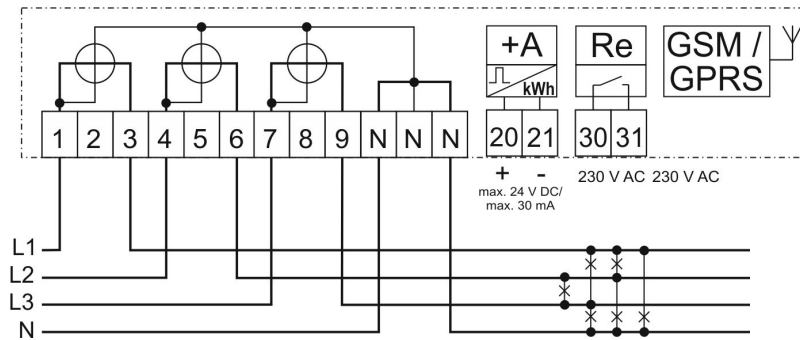 +A
kWh
Re
GSM /
GPRS
1 2 3 4 5 6 7 8 9 N N N
20 21
30 31
+ -
max. 24 V DC/
max. 30 mA
230 V AC 230 V AC
L1
L2
L3
N